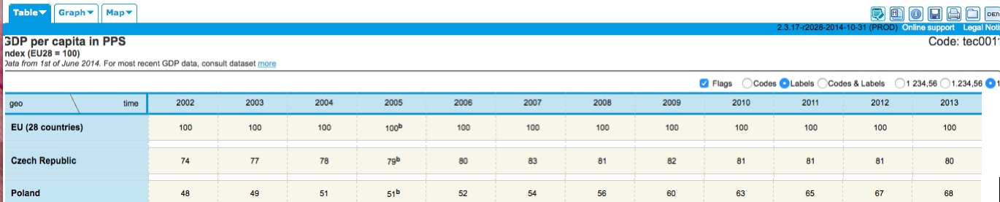 Table Graph Map
DEN
2.3.17-r2028-2014-10-31 (PROD) Online support Legal Noti
GDP per capita in PPS Code: tec0011
ndex (EU28 = 100)
Data from 1st of June 2014. For most recent GDP data, consult dataset more
Flags Codes Labels Codes & Labels 1 234,56 1.234,56 1
geo time 2002 2003 2004 2005 2006 2007 2008 2009 2010 2011 2012 2013
EU (28 countries) 100 100 100 100ᵇ 100 100 100 100 100 100 100 100
Czech Republic 74 77 78 79ᵇ 80 83 81 82 81 81 81 80
Poland 48 49 51 51ᵇ 52 54 56 60 63 65 67 68